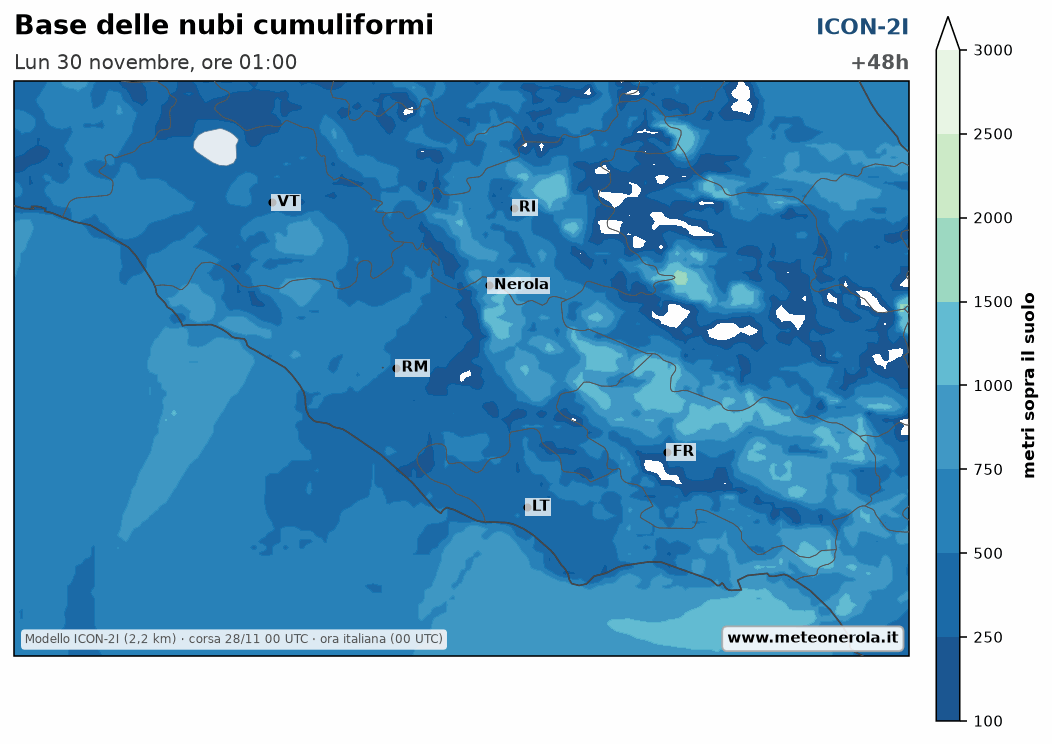 Base delle nubi cumuliformi
ICON-2I
Lun 30 novembre, ore 01:00
+48h
VT
RI
Nerola
RM
FR
LT
Modello ICON-2I (2,2 km) · corsa 28/11 00 UTC · ora italiana (00 UTC)
www.meteonerola.it
3000
2500
2000
1500
1000
750
500
250
100
metri sopra il suolo